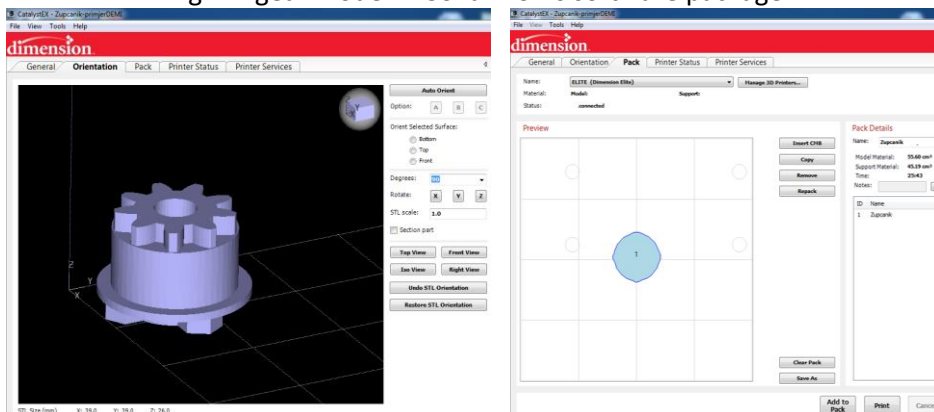 CatalystEX - Zupcanik-primjerDEMI
File View Tools Help
dimension.
General Orientation Pack Printer Status Printer Services
Auto Orient
Option: A B C
Orient Selected Surface:
Bottom
Top
Front
Degrees: 90
Rotate: X Y Z
STL scale: 1.0
Section part
Top View Front View
Iso View Right View
Undo STL Orientation
Restore STL Orientation
Z
Y
X
STL Size (mm) X: 39.0 Y: 39.0 Z: 26.0
CatalystEX - Zupcanik-primjerDEMI
File View Tools Help
dimension.
General Orientation Pack Printer Status Printer Services
Name: ELITE (Dimension Elite) Manage 3D Printers...
Material: Model: Support:
Status: connected
Preview
Insert CMB
Copy
Remove
Repack
1
Clear Pack
Save As
Pack Details
Name: Zupcanik
Model Material: 55.60 cm³
Support Material: 45.19 cm³
Time: 25:43
Notes:
ID Name
1 Zupcanik
Add to Pack Print Cance